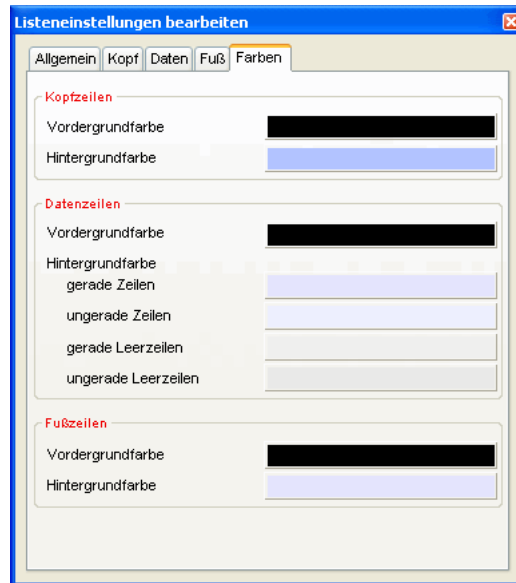 Listeneinstellungen bearbeiten
Allgemein Kopf Daten Fuß Farben
Kopfzeilen
Vordergrundfarbe
Hintergrundfarbe
Datenzeilen
Vordergrundfarbe
Hintergrundfarbe
gerade Zeilen
ungerade Zeilen
gerade Leerzeilen
ungerade Leerzeilen
Fußzeilen
Vordergrundfarbe
Hintergrundfarbe